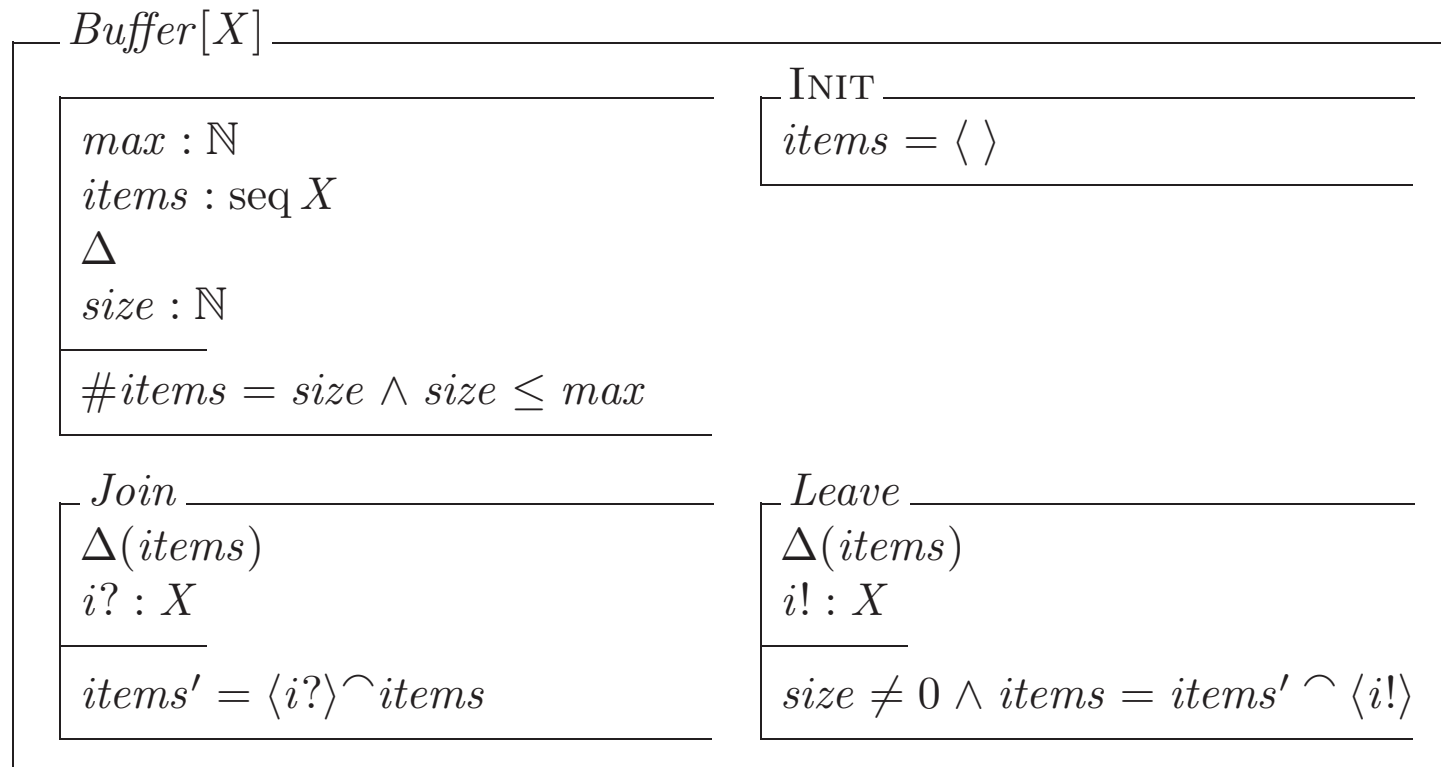 Buffer[X]
max : ℕ
items : seq X
Δ
size : ℕ
#items = size ∧ size ≤ max
INIT
items = ⟨ ⟩
Join
Δ(items)
i? : X
items′ = ⟨i?⟩⌢items
Leave
Δ(items)
i! : X
size ≠ 0 ∧ items = items′ ⌢ ⟨i!⟩